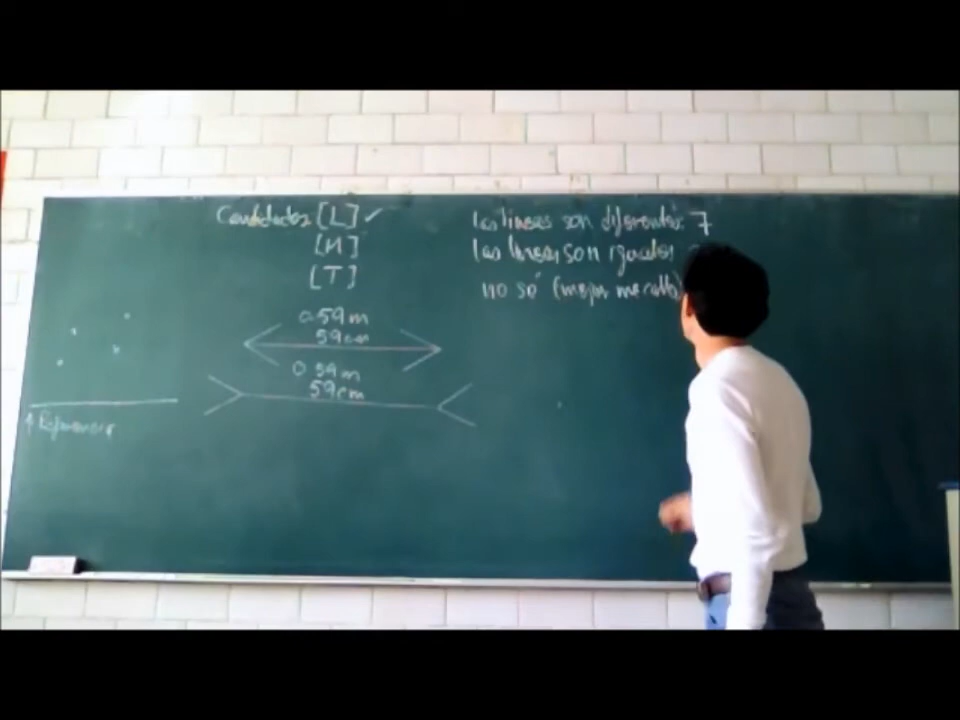 [L] ✓
[M]
[T]
0.59 m
59 cm
0.59 m
59 cm
las lineas son diferentes 7
las lineas son iguales
no sé (mejor me callo)